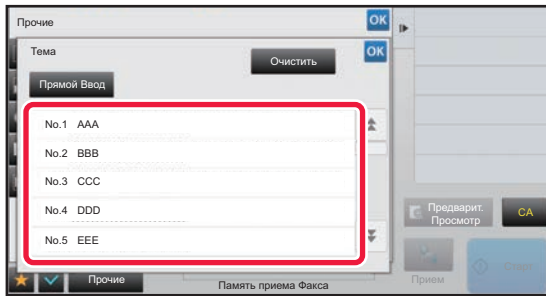 Прочие
OK
Тема
Очистить
OK
Прямой Ввод
No.1 AAA
No.2 BBB
No.3 CCC
No.4 DDD
No.5 EEE
Предварит.
Просмотр
CA
Прием
Старт
Прочие
Память приема Факса